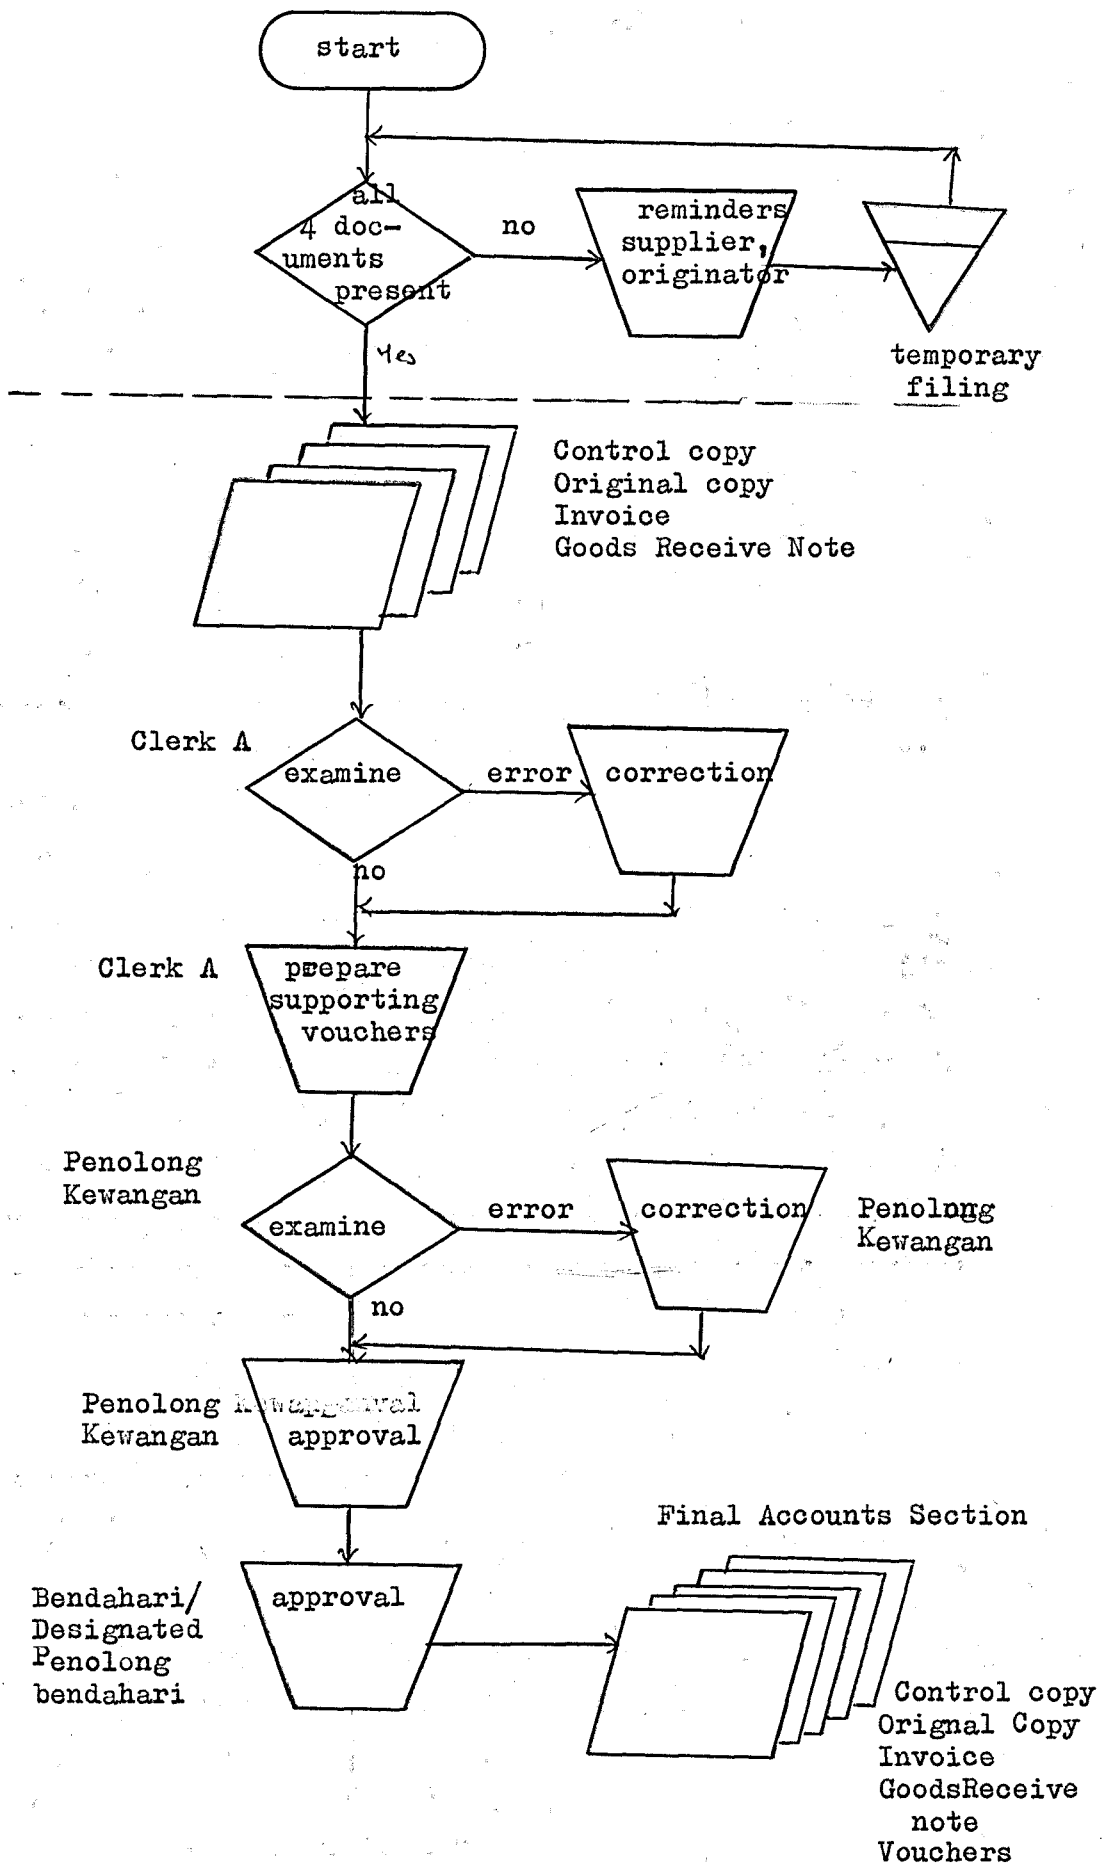 start
all
4 doc-
uments
present
no
reminders
supplier,
originator
temporary
filing
Yes
Control copy
Original copy
Invoice
Goods Receive Note
Clerk A
examine
error
correction
no
Clerk A
prepare
supporting
vouchers
Penolong
Kewangan
examine
error
correction
Penolong
Kewangan
no
Penolong
Kewangan
approval
Final Accounts Section
Bendahari/
Designated
Penolong
bendahari
approval
Control copy
Orignal Copy
Invoice
GoodsReceive
note
Vouchers